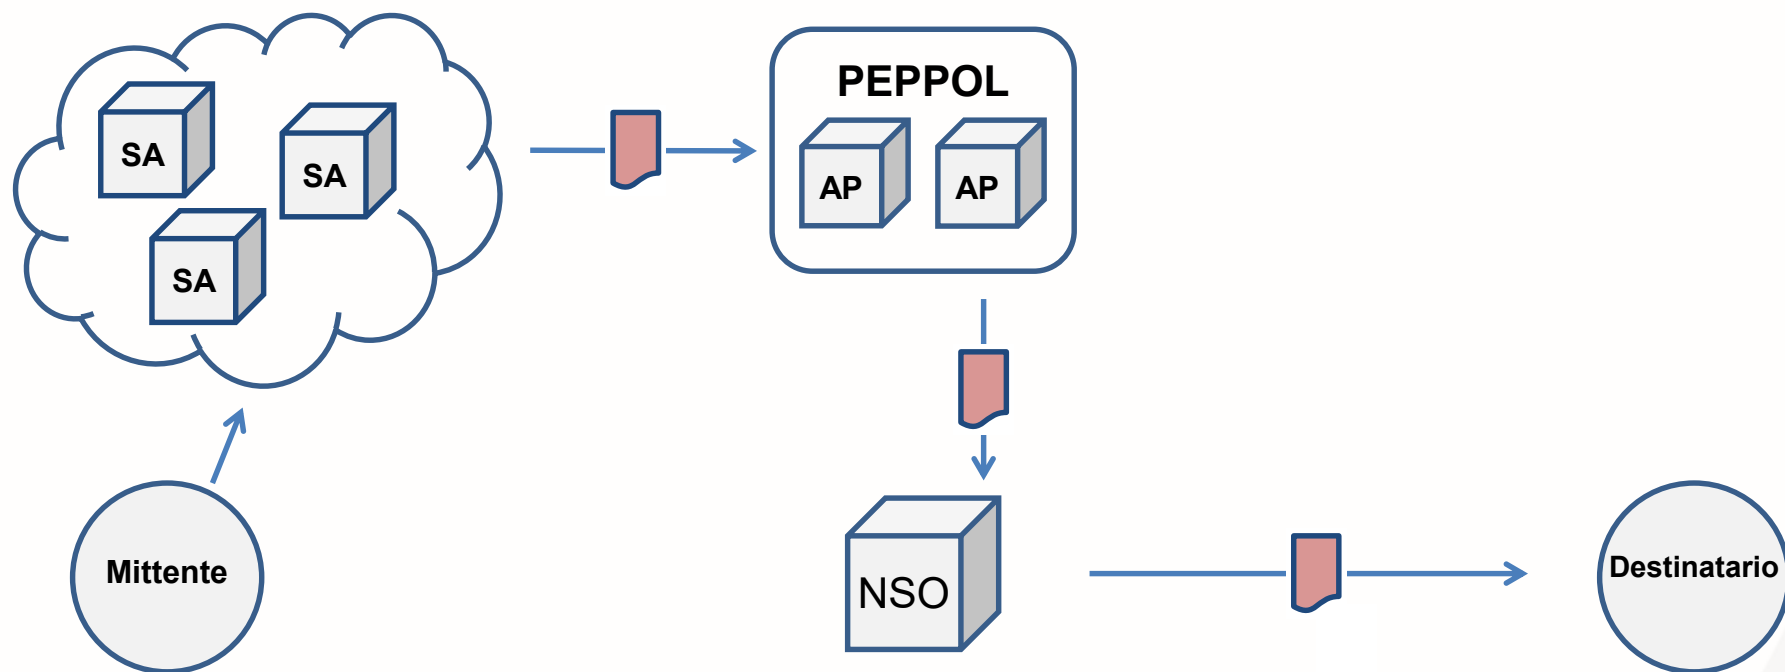 PEPPOL
SA
SA
AP
AP
SA
Mittente
NSO
Destinatario